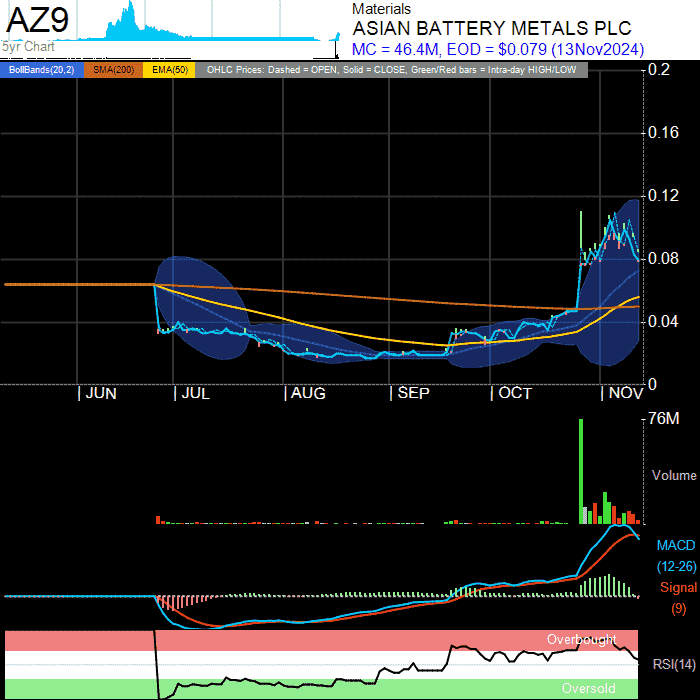 AZ9
5yr Chart
Materials
ASIAN BATTERY METALS PLC
MC = 46.4M, EOD = $0.079 (13Nov2024)
BollBands(20,2) SMA(200) EMA(50) OHLC Prices: Dashed = OPEN, Solid = CLOSE, Green/Red bars = Intra-day HIGH/LOW
0.2
0.16
0.12
0.08
0.04
0
| JUN | JUL | AUG | SEP | OCT | NOV
76M
Volume
MACD
(12-26)
Signal
(9)
Overbought
RSI(14)
Oversold